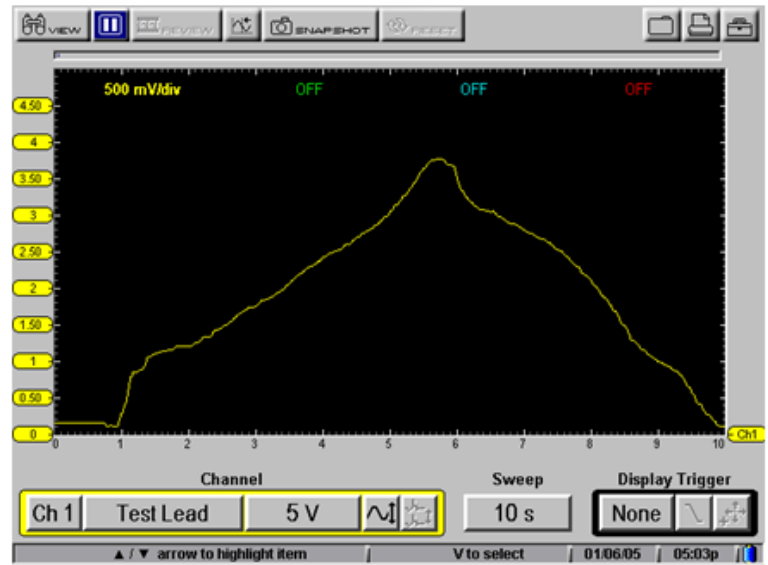 VIEW REVIEW SNAPSHOT RESET
500 mV/div OFF OFF OFF
4.50
4
3.50
3
2.50
2
1.50
1
0.50
0 Ch1
0 1 2 3 4 5 6 7 8 9 10
Channel Sweep Display Trigger
Ch 1 Test Lead 5 V 10 s None
▲ / ▼ arrow to highlight item V to select 01/06/05 05:03p